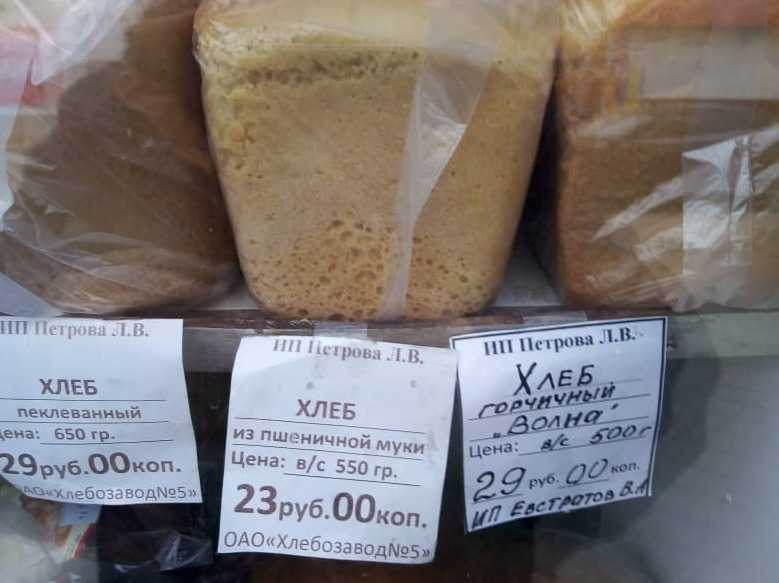 ИП Петрова Л.В.
ХЛЕБ
пеклеванный
цена: 650 гр.
29руб.00коп.
ОАО«Хлебозавод№5»
ИП Петрова Л.В.
ХЛЕБ
из пшеничной муки
Цена: в/с 550 гр.
23руб.00коп.
ОАО«Хлебозавод№5»
ИП Петрова Л.В.
ХЛЕБ
горчичный
„Волна"
Цена: в/с 500г
29 руб. 00 коп.
ИП Евстратов В.А